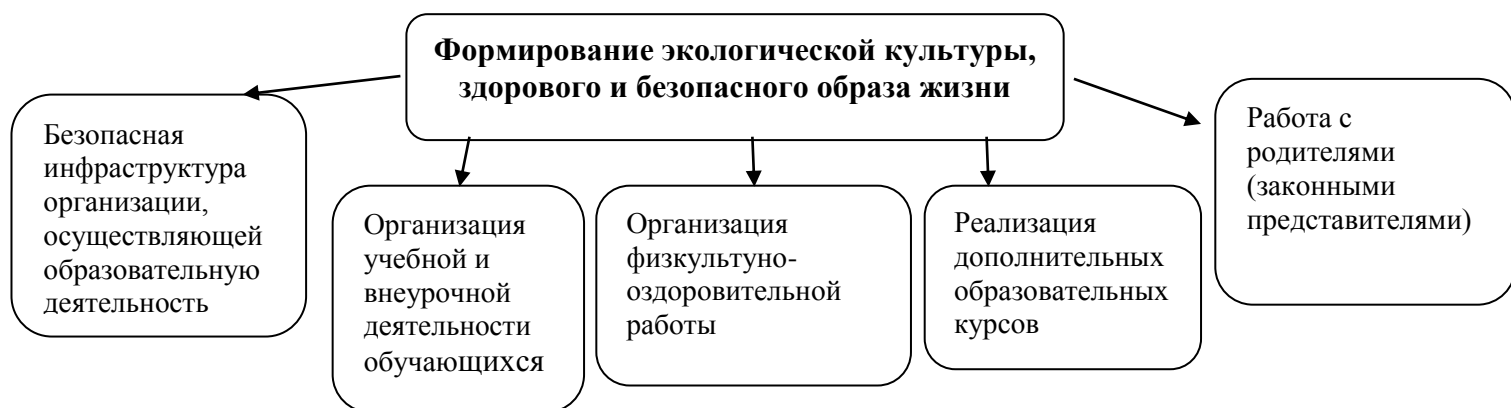 Формирование экологической культуры,
здорового и безопасного образа жизни
Безопасная
инфраструктура
организации,
осуществляющей
образовательную
деятельность
Организация
учебной и
внеурочной
деятельности
обучающихся
Организация
физкультуно-
оздоровительной
работы
Реализация
дополнительных
образовательных
курсов
Работа с
родителями
(законными
представителями)